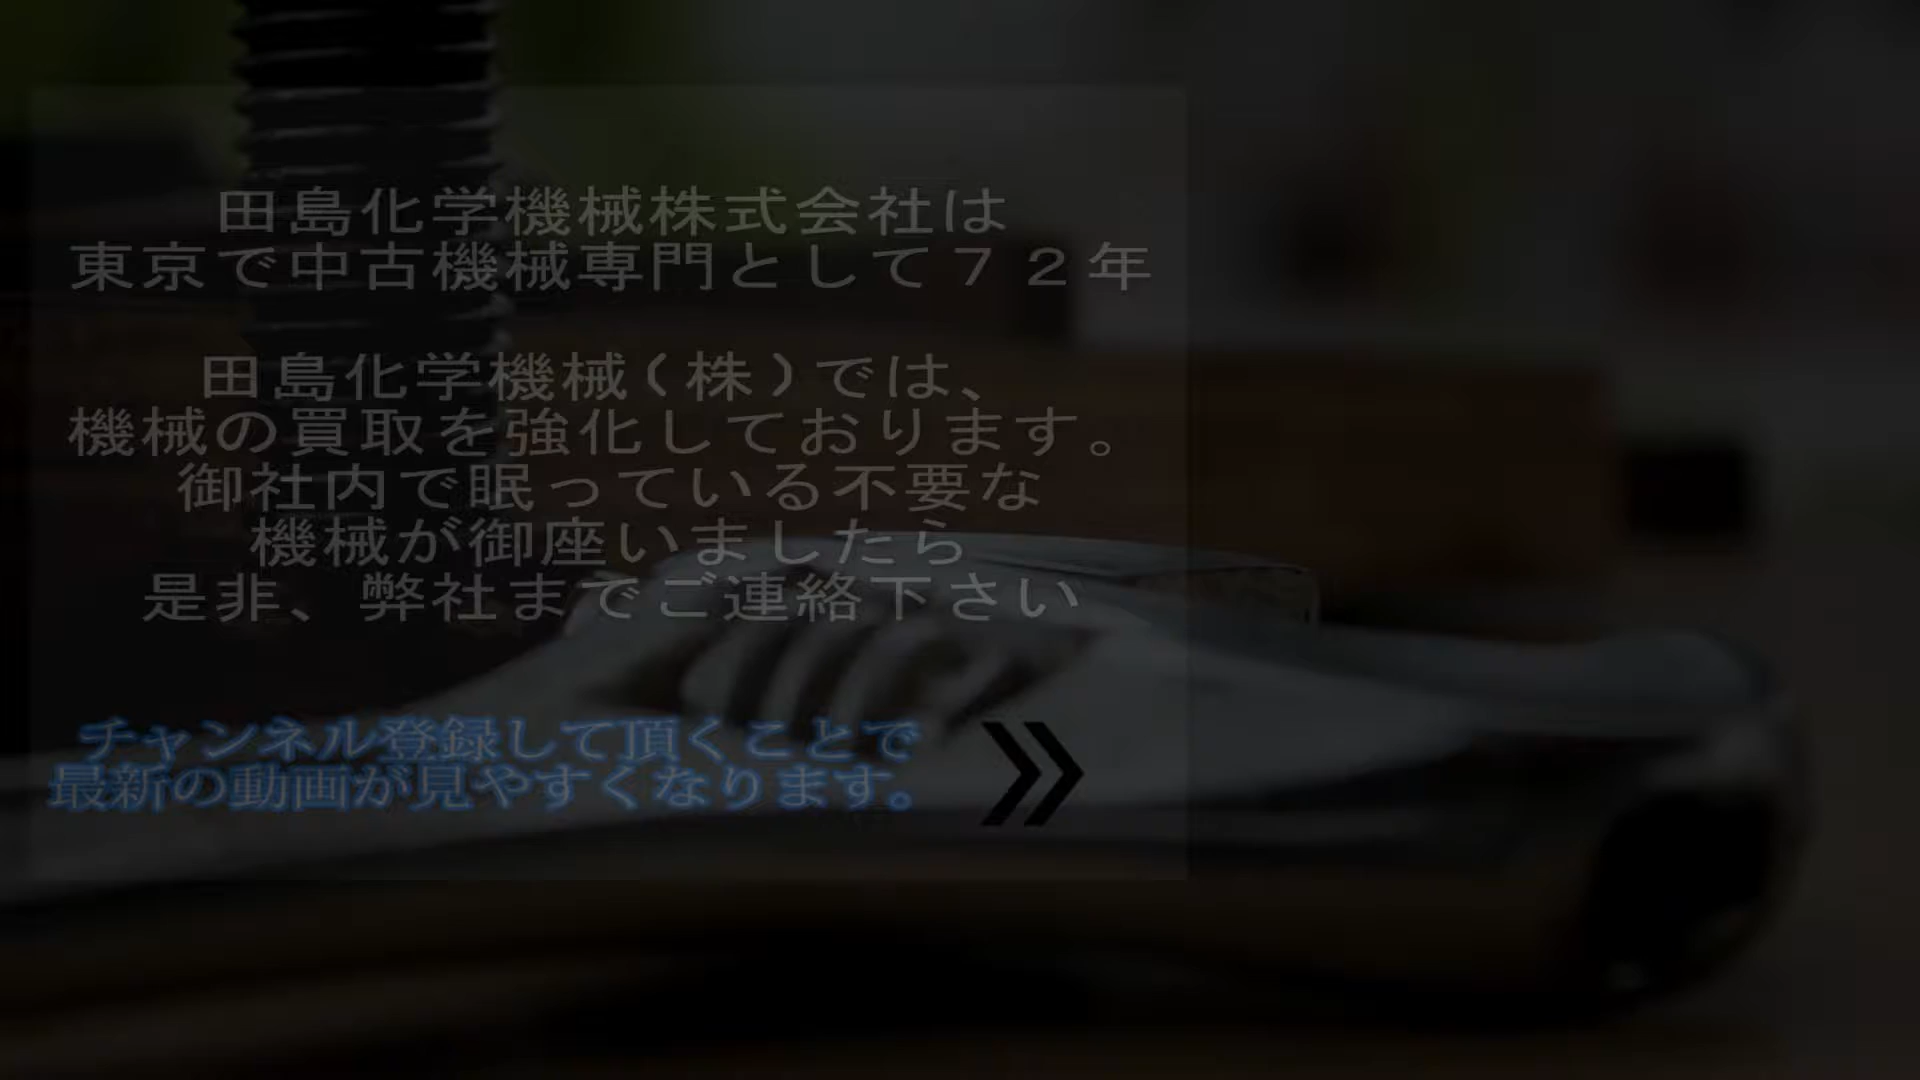 田島化学機械株式会社は
東京で中古機械専門として７２年
田島化学機械(株)では、
機械の買取を強化しております。
御社内で眠っている不要な
機械が御座いましたら
是非、弊社までご連絡下さい
チャンネル登録して頂くことで
最新の動画が見やすくなります。